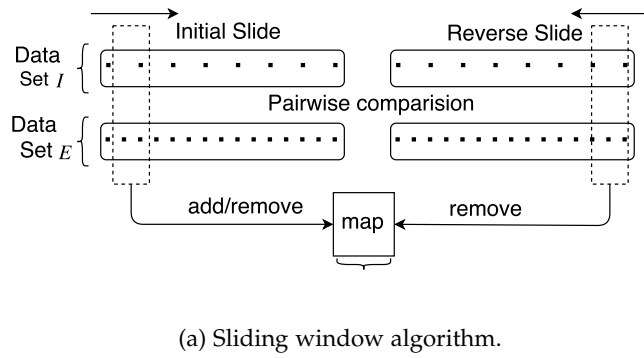 Initial Slide
Reverse Slide
Data
Set I
Pairwise comparision
Data
Set E
add/remove
map
remove
(a) Sliding window algorithm.